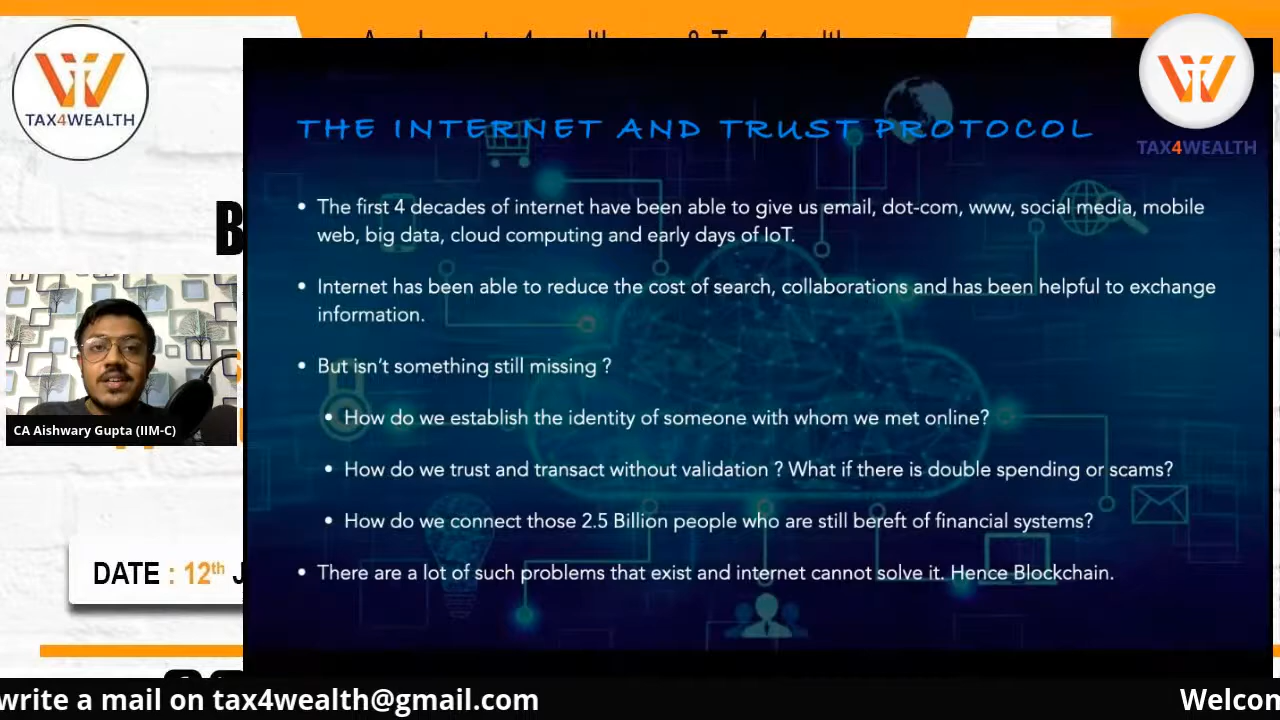 TAX4WEALTH
TAX4WEALTH
THE INTERNET AND TRUST PROTOCOL
• The first 4 decades of internet have been able to give us email, dot-com, www, social media, mobile
web, big data, cloud computing and early days of IoT.
• Internet has been able to reduce the cost of search, collaborations and has been helpful to exchange
information.
• But isn't something still missing ?
• How do we establish the identity of someone with whom we met online?
• How do we trust and transact without validation ? What if there is double spending or scams?
• How do we connect those 2.5 Billion people who are still bereft of financial systems?
• There are a lot of such problems that exist and internet cannot solve it. Hence Blockchain.
B
CA Aishwary Gupta (IIM-C)
DATE : 12th J
write a mail on tax4wealth@gmail.com
Welcon